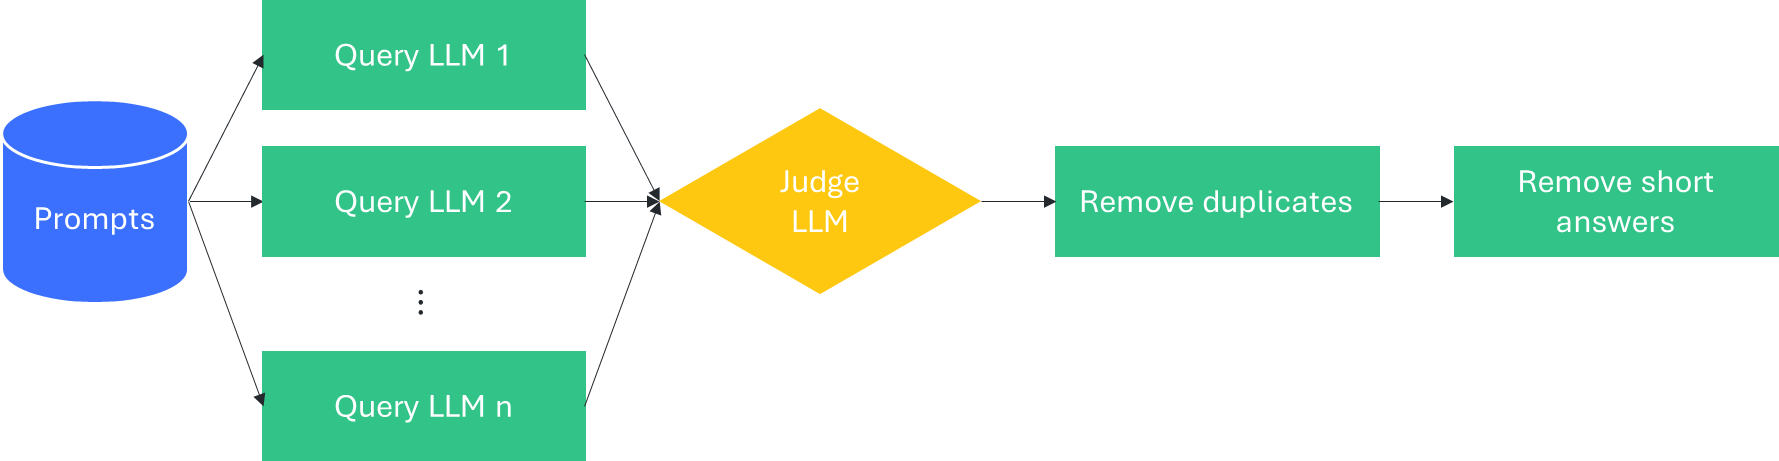 Prompts
Query LLM 1
Query LLM 2
⋮
Query LLM n
Judge
LLM
Remove duplicates
Remove short
answers